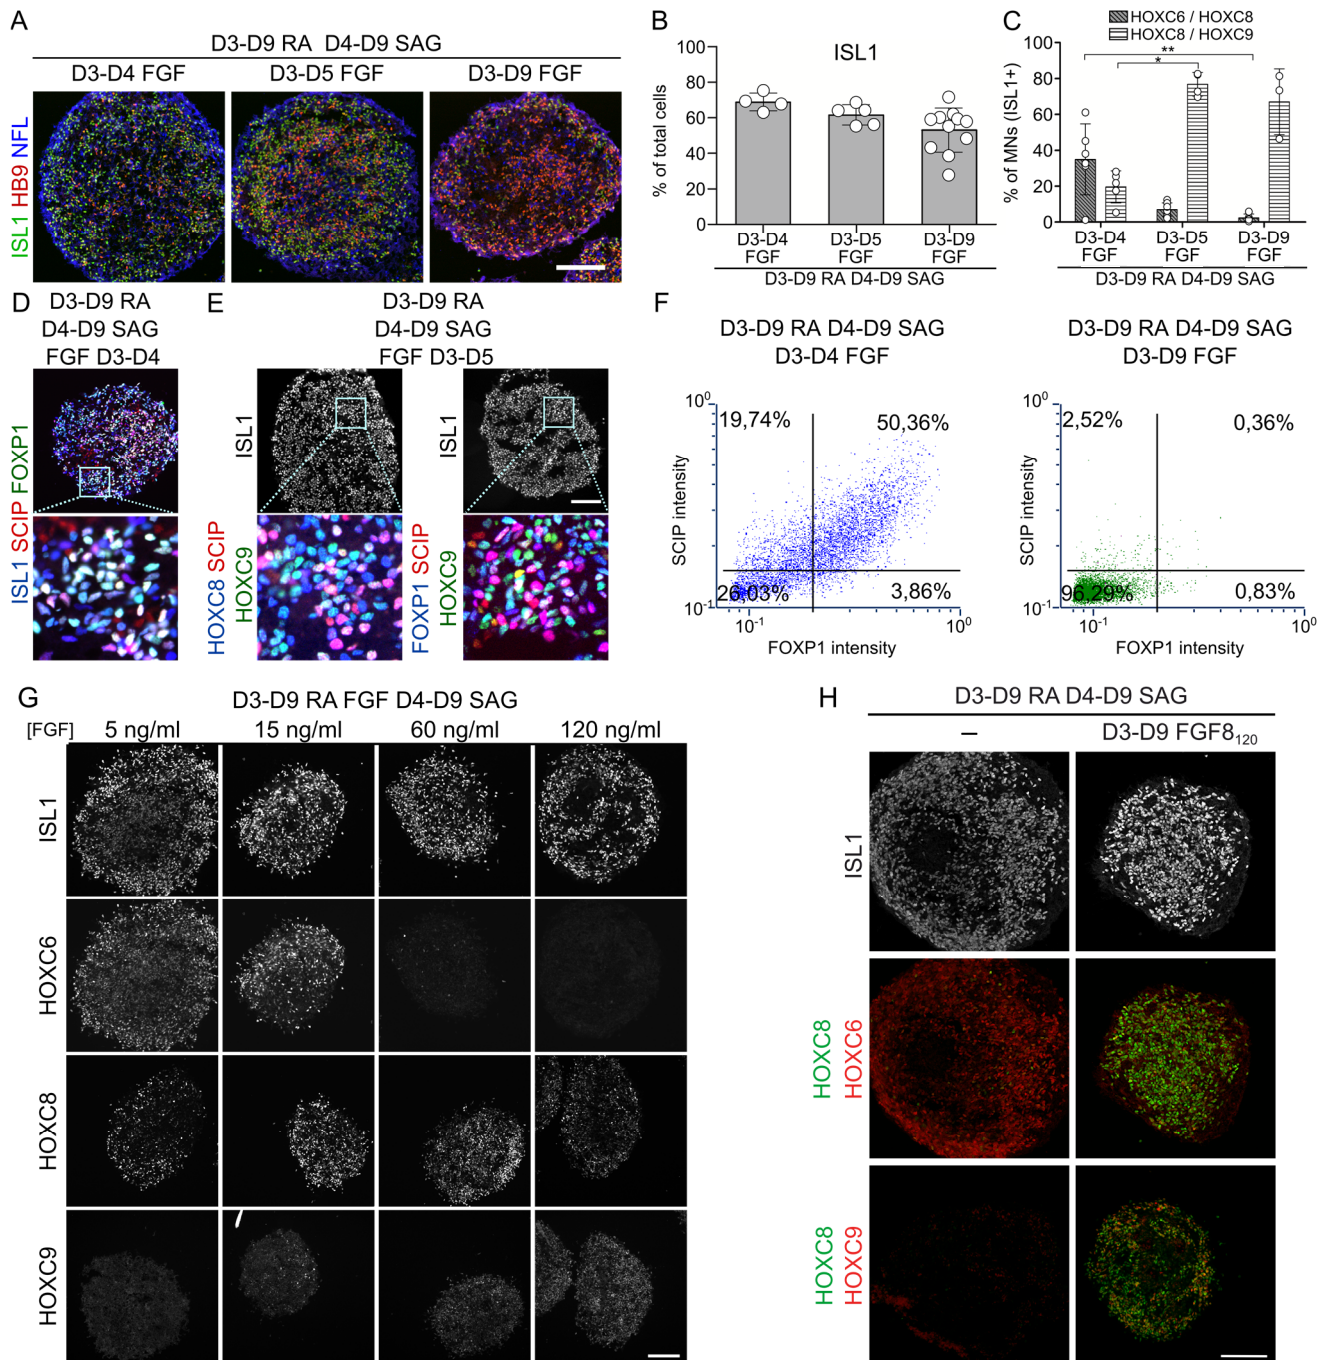 A
D3-D9 RA D4-D9 SAG
D3-D4 FGF
D3-D5 FGF
D3-D9 FGF
ISL1 HB9 NFL
B
ISL1
% of total cells
100
80
60
40
20
0
D3-D4
FGF
D3-D5
FGF
D3-D9
FGF
D3-D9 RA D4-D9 SAG
C
HOXC6 / HOXC8
HOXC8 / HOXC9
% of MNs (ISL1+)
100
80
60
40
20
0
**
*
D3-D4
FGF
D3-D5
FGF
D3-D9
FGF
D3-D9 RA D4-D9 SAG
D
D3-D9 RA
D4-D9 SAG
FGF D3-D4
ISL1 SCIP FOXP1
E
D3-D9 RA
D4-D9 SAG
FGF D3-D5
ISL1
ISL1
HOXC8 SCIP
HOXC9
FOXP1 SCIP
HOXC9
F
D3-D9 RA D4-D9 SAG
D3-D4 FGF
SCIP intensity
10⁰
10⁻¹
19,74%
50,36%
26,03%
3,86%
10⁻¹
10⁰
FOXP1 intensity
D3-D9 RA D4-D9 SAG
D3-D9 FGF
SCIP intensity
10⁰
10⁻¹
2,52%
0,36%
96,29%
0,83%
10⁻¹
10⁰
FOXP1 intensity
G
D3-D9 RA FGF D4-D9 SAG
[FGF]
5 ng/ml
15 ng/ml
60 ng/ml
120 ng/ml
ISL1
HOXC6
HOXC8
HOXC9
H
D3-D9 RA D4-D9 SAG
–
D3-D9 FGF8₁₂₀
ISL1
HOXC8
HOXC6
HOXC8
HOXC9